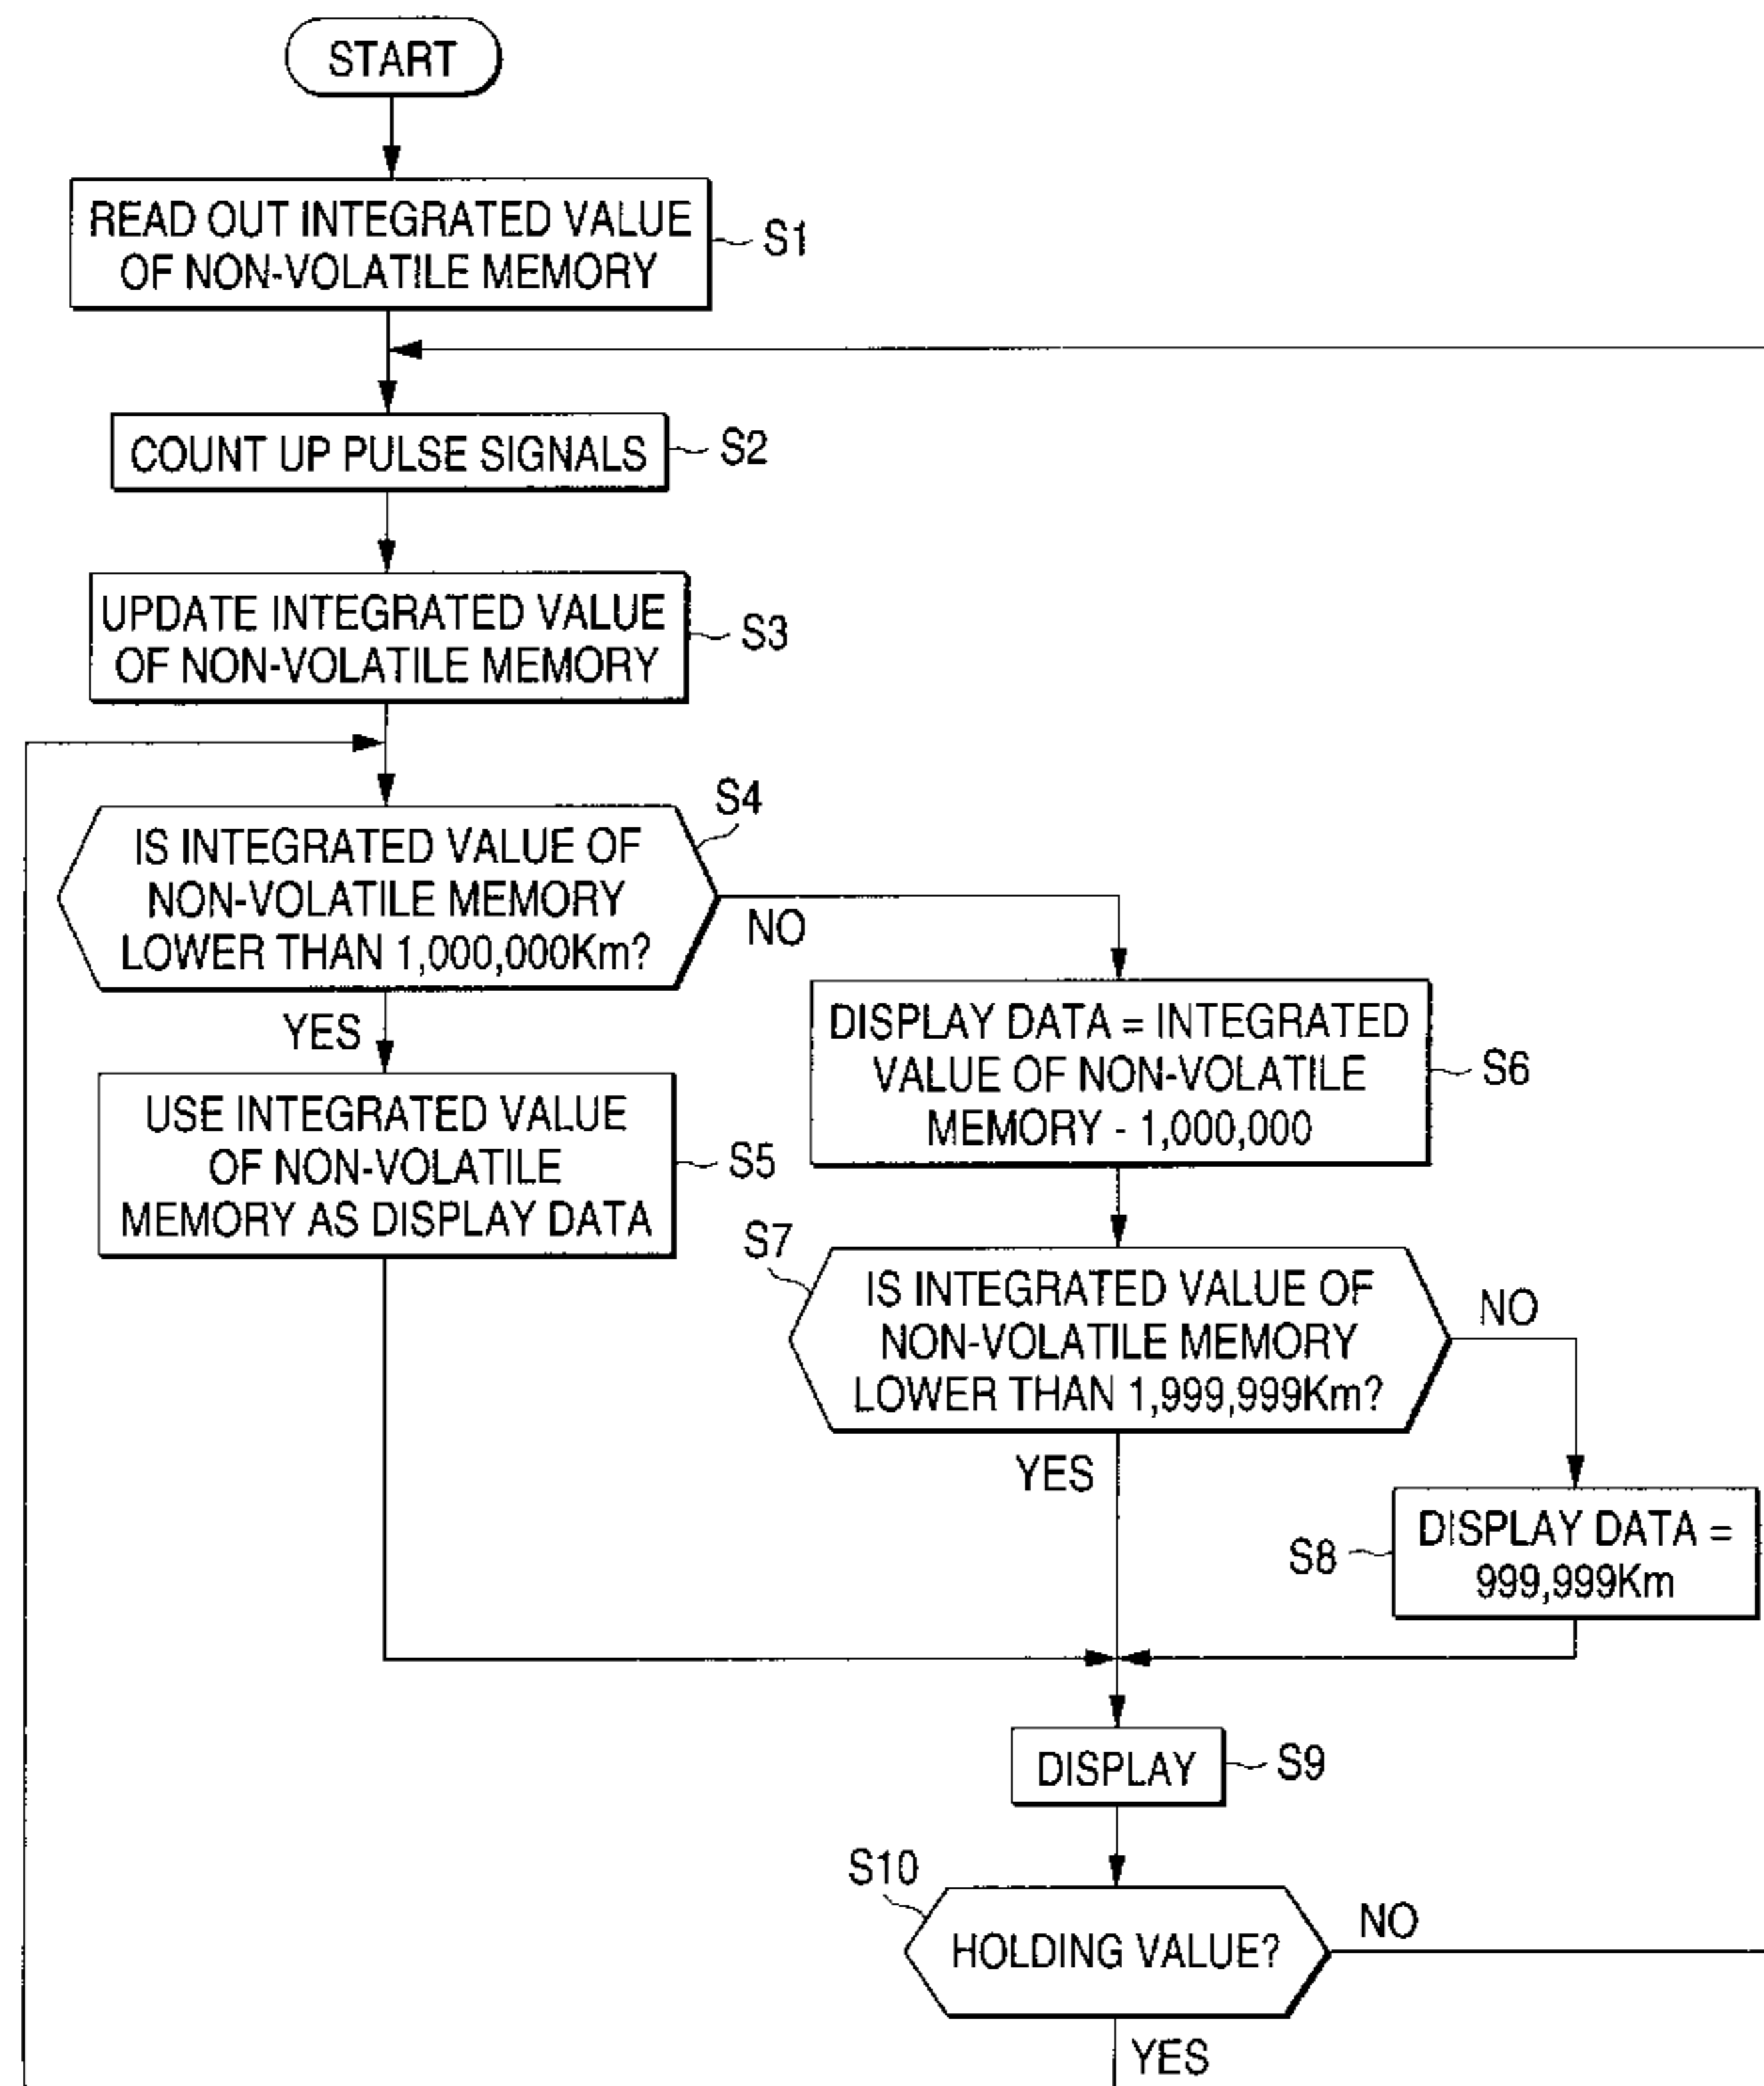 START
READ OUT INTEGRATED VALUE
OF NON-VOLATILE MEMORY
S1
COUNT UP PULSE SIGNALS
S2
UPDATE INTEGRATED VALUE
OF NON-VOLATILE MEMORY
S3
S4
IS INTEGRATED VALUE OF
NON-VOLATILE MEMORY
LOWER THAN 1,000,000Km?
NO
YES
USE INTEGRATED VALUE
OF NON-VOLATILE
MEMORY AS DISPLAY DATA
S5
DISPLAY DATA = INTEGRATED
VALUE OF NON-VOLATILE
MEMORY - 1,000,000
S6
S7
IS INTEGRATED VALUE OF
NON-VOLATILE MEMORY
LOWER THAN 1,999,999Km?
NO
YES
S8
DISPLAY DATA =
999,999Km
DISPLAY
S9
S10
HOLDING VALUE?
NO
YES